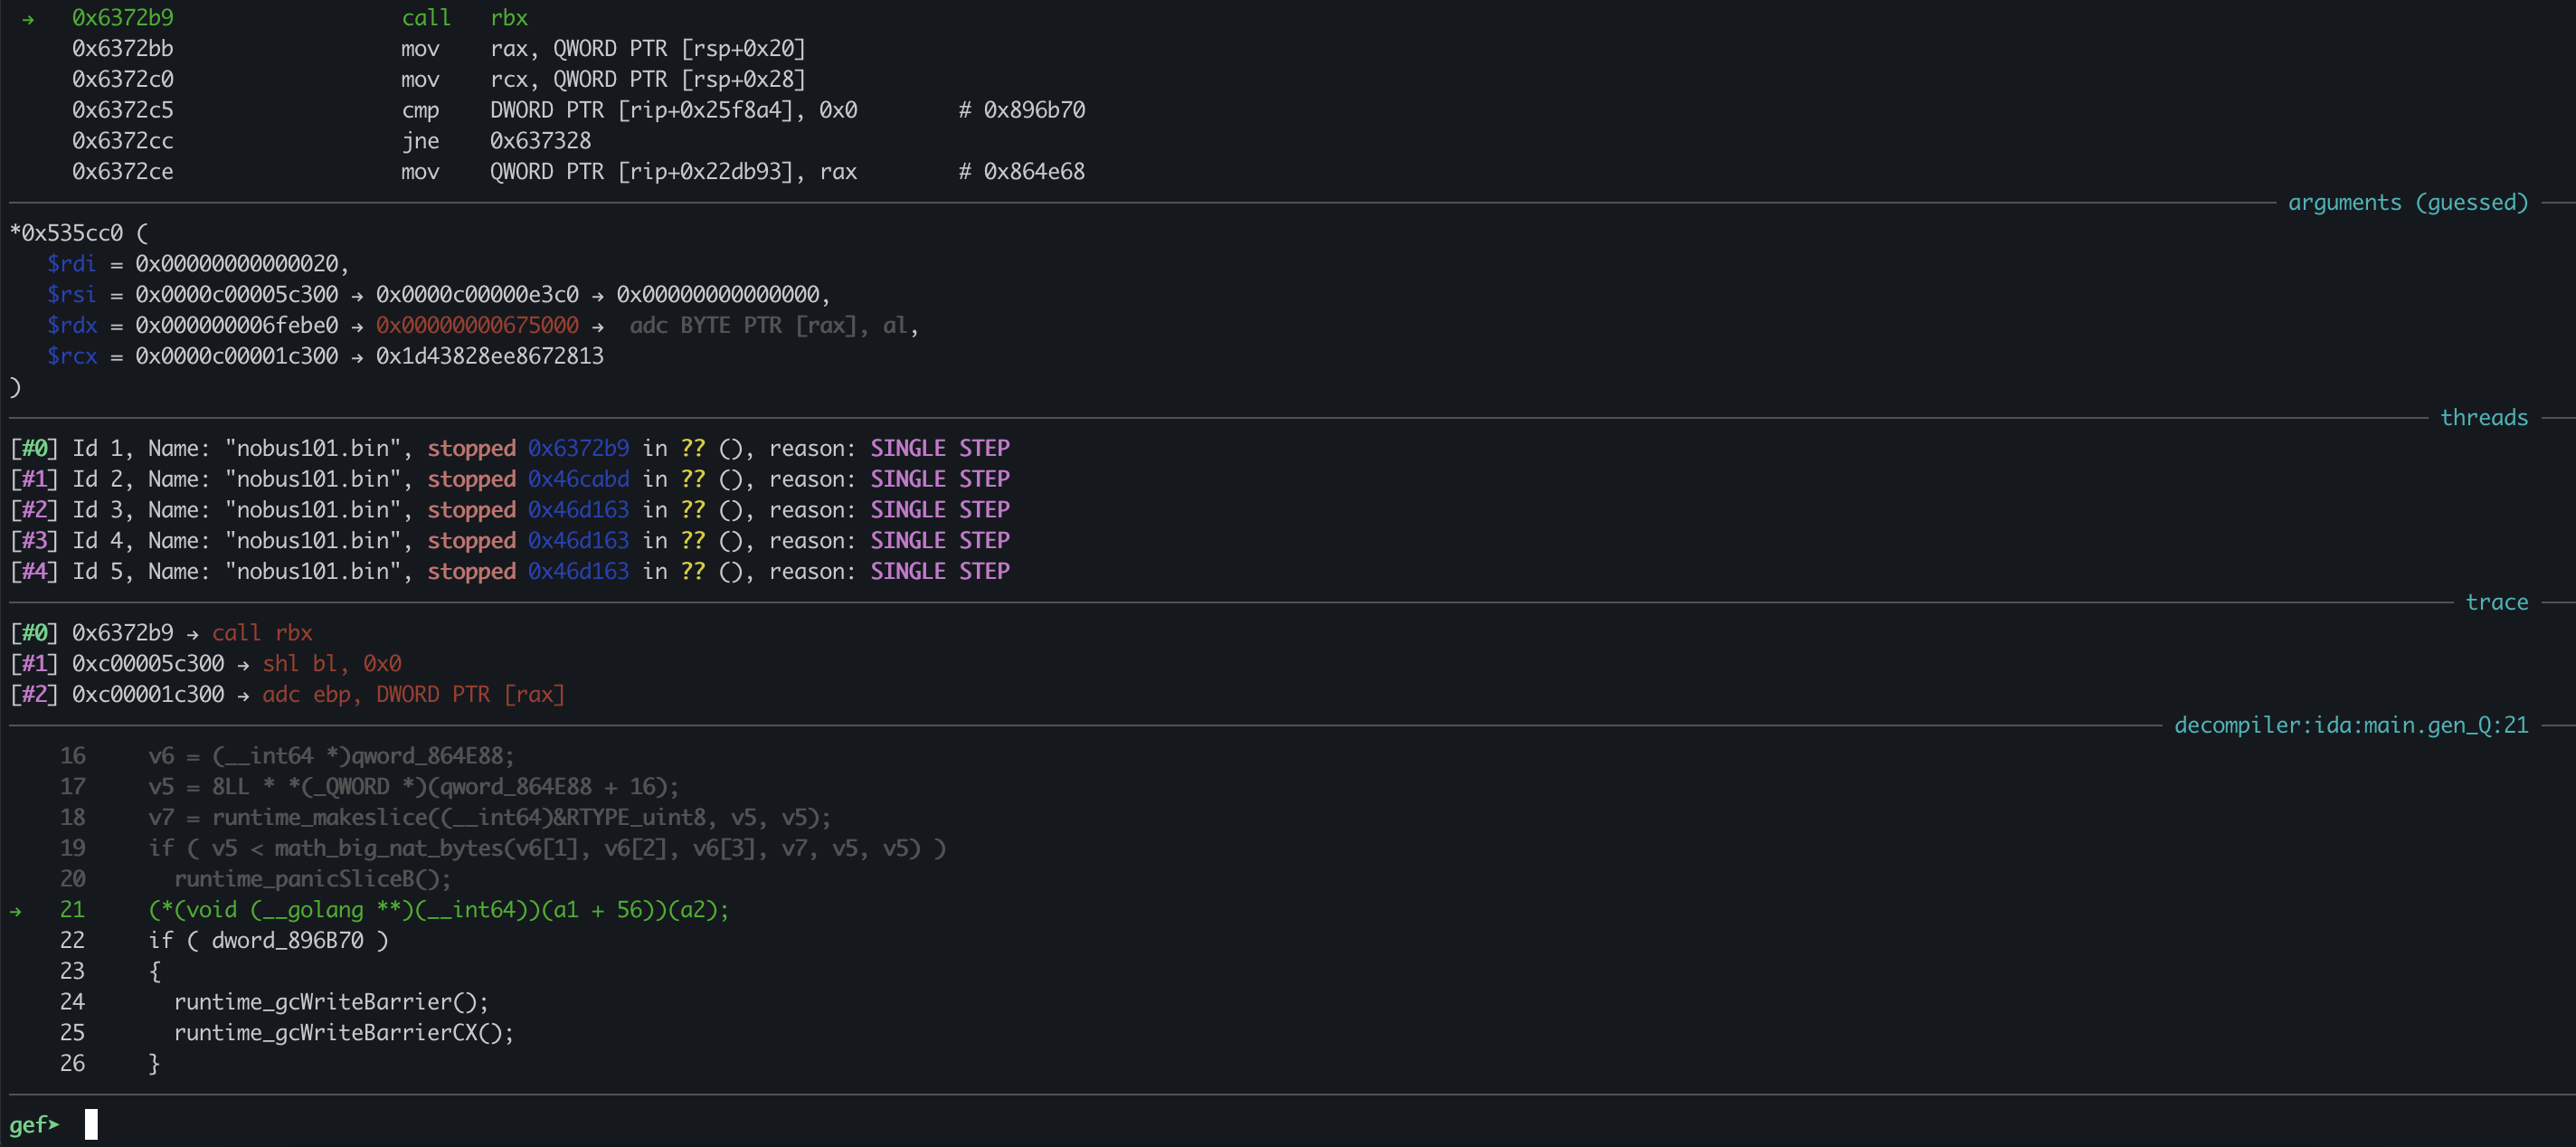 → 0x6372b9 call rbx
0x6372bb mov rax, QWORD PTR [rsp+0x20]
0x6372c0 mov rcx, QWORD PTR [rsp+0x28]
0x6372c5 cmp DWORD PTR [rip+0x25f8a4], 0x0 # 0x896b70
0x6372cc jne 0x637328
0x6372ce mov QWORD PTR [rip+0x22db93], rax # 0x864e68
arguments (guessed)
*0x535cc0 (
$rdi = 0x00000000000020,
$rsi = 0x0000c00005c300 → 0x0000c00000e3c0 → 0x00000000000000,
$rdx = 0x000000006febe0 → 0x00000000675000 → adc BYTE PTR [rax], al,
$rcx = 0x0000c00001c300 → 0x1d43828ee8672813
)
threads
[#0] Id 1, Name: "nobus101.bin", stopped 0x6372b9 in ?? (), reason: SINGLE STEP
[#1] Id 2, Name: "nobus101.bin", stopped 0x46cabd in ?? (), reason: SINGLE STEP
[#2] Id 3, Name: "nobus101.bin", stopped 0x46d163 in ?? (), reason: SINGLE STEP
[#3] Id 4, Name: "nobus101.bin", stopped 0x46d163 in ?? (), reason: SINGLE STEP
[#4] Id 5, Name: "nobus101.bin", stopped 0x46d163 in ?? (), reason: SINGLE STEP
trace
[#0] 0x6372b9 → call rbx
[#1] 0xc00005c300 → shl bl, 0x0
[#2] 0xc00001c300 → adc ebp, DWORD PTR [rax]
decompiler:ida:main.gen_Q:21
16 v6 = (__int64 *)qword_864E88;
17 v5 = 8LL * *(_QWORD *)(qword_864E88 + 16);
18 v7 = runtime_makeslice((__int64)&RTYPE_uint8, v5, v5);
19 if ( v5 < math_big_nat_bytes(v6[1], v6[2], v6[3], v7, v5, v5) )
20 runtime_panicSliceB();
→ 21 (*(void (__golang **)(__int64))(a1 + 56))(a2);
22 if ( dword_896B70 )
23 {
24 runtime_gcWriteBarrier();
25 runtime_gcWriteBarrierCX();
26 }
gef➤